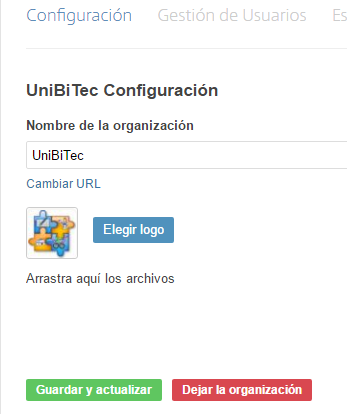 Configuración Gestión de Usuarios Es
UniBiTec Configuración
Nombre de la organización
UniBiTec
Cambiar URL
Elegir logo
Arrastra aquí los archivos
Guardar y actualizar Dejar la organización